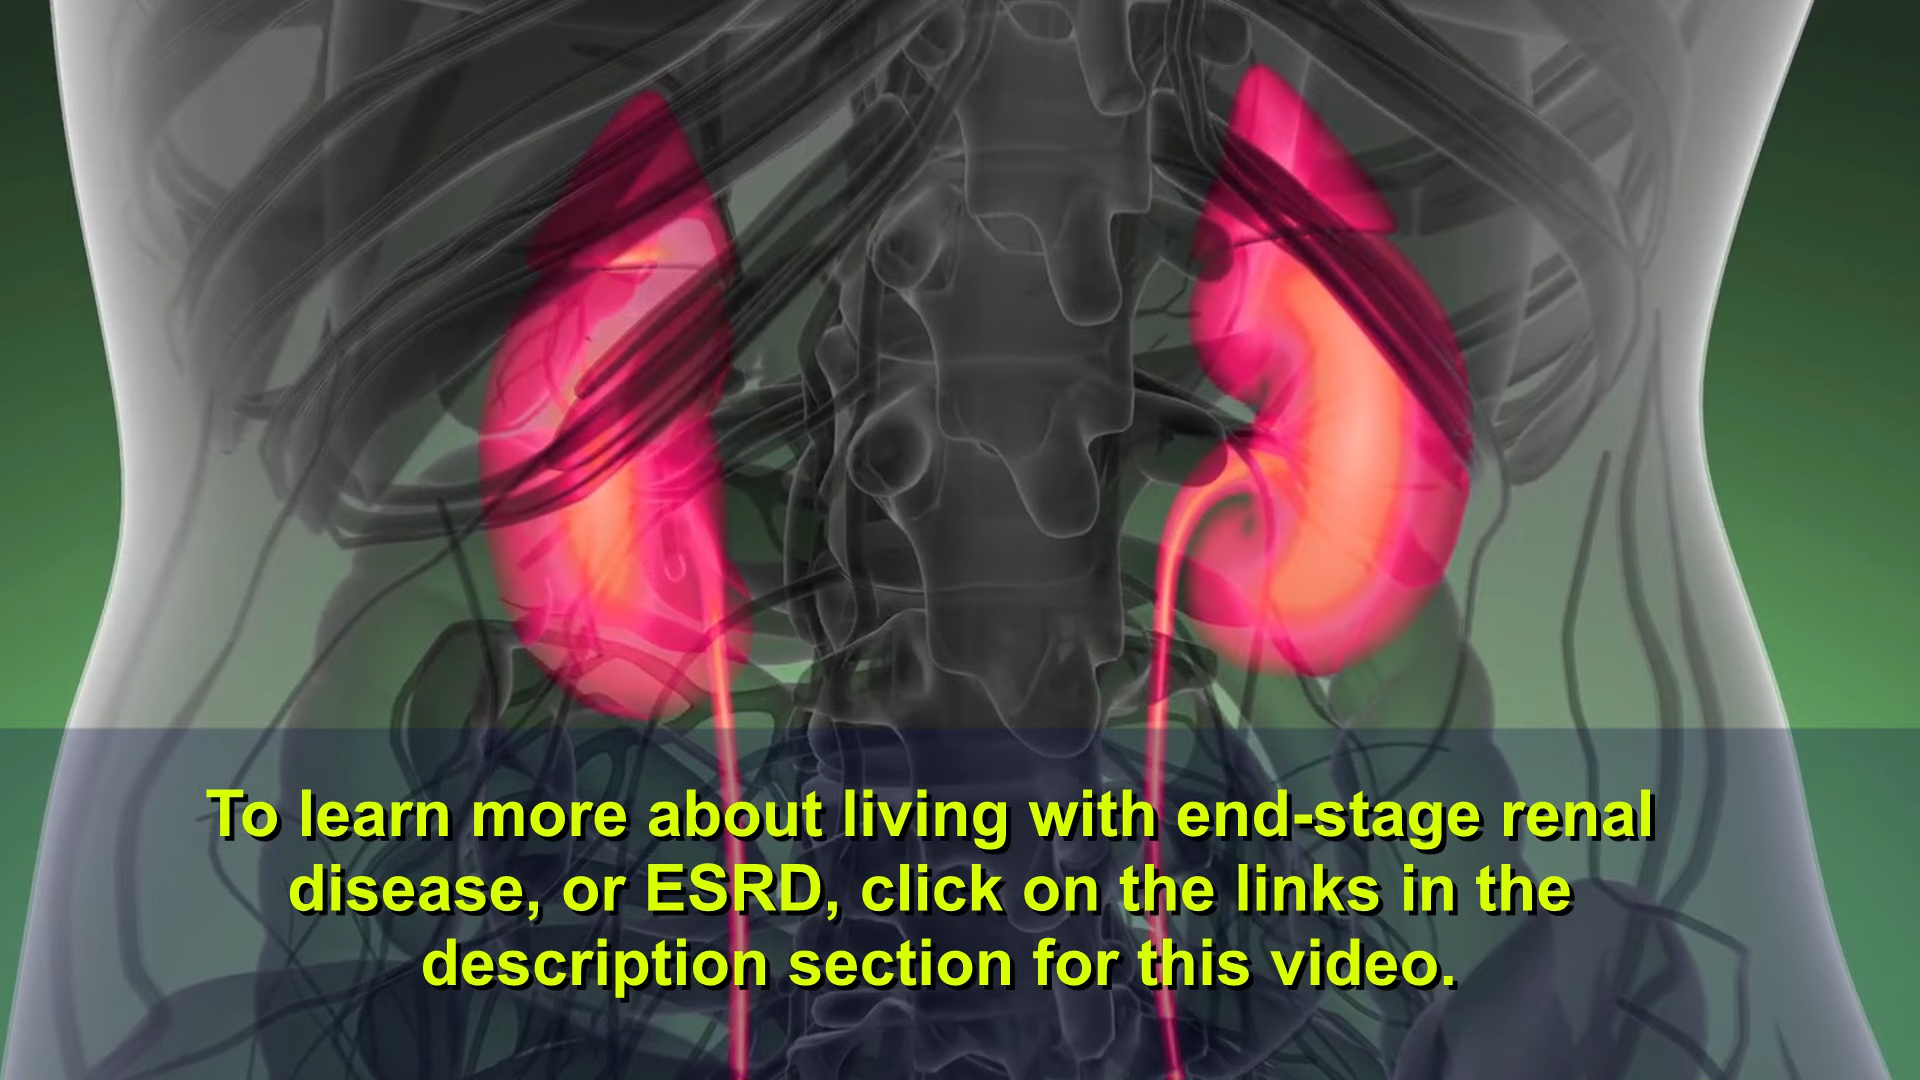 To learn more about living with end-stage renal
disease, or ESRD, click on the links in the
description section for this video.